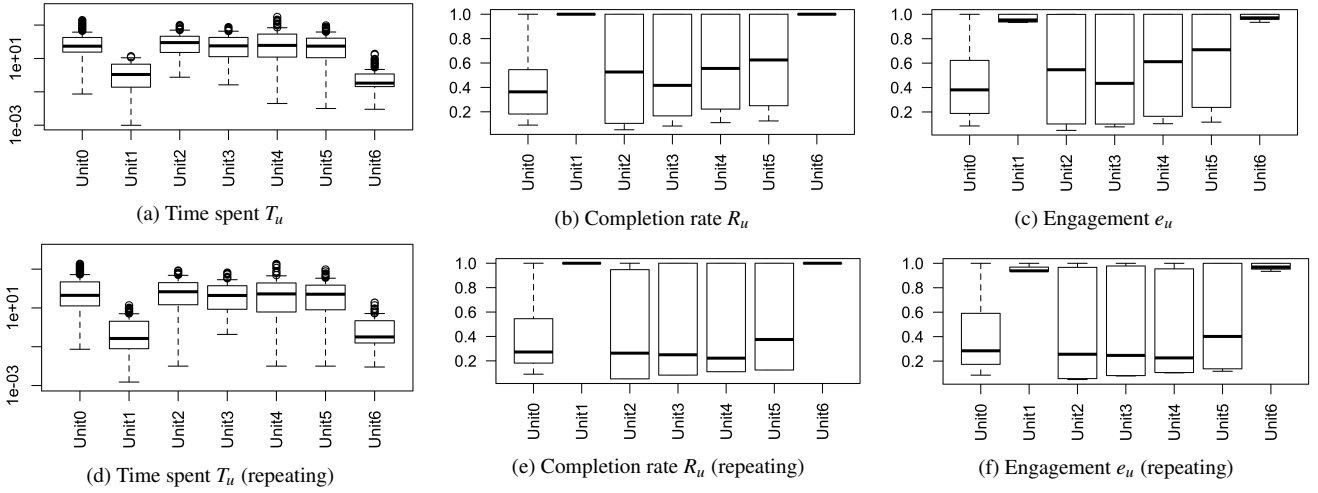 1e+01
1e-03
Unit0 Unit1 Unit2 Unit3 Unit4 Unit5 Unit6
(a) Time spent T_u
1.0
0.8
0.6
0.4
0.2
Unit0 Unit1 Unit2 Unit3 Unit4 Unit5 Unit6
(b) Completion rate R_u
1.0
0.8
0.6
0.4
0.2
Unit0 Unit1 Unit2 Unit3 Unit4 Unit5 Unit6
(c) Engagement e_u
1e+01
1e-03
Unit0 Unit1 Unit2 Unit3 Unit4 Unit5 Unit6
(d) Time spent T_u (repeating)
1.0
0.8
0.6
0.4
0.2
Unit0 Unit1 Unit2 Unit3 Unit4 Unit5 Unit6
(e) Completion rate R_u (repeating)
1.0
0.8
0.6
0.4
0.2
Unit0 Unit1 Unit2 Unit3 Unit4 Unit5 Unit6
(f) Engagement e_u (repeating)